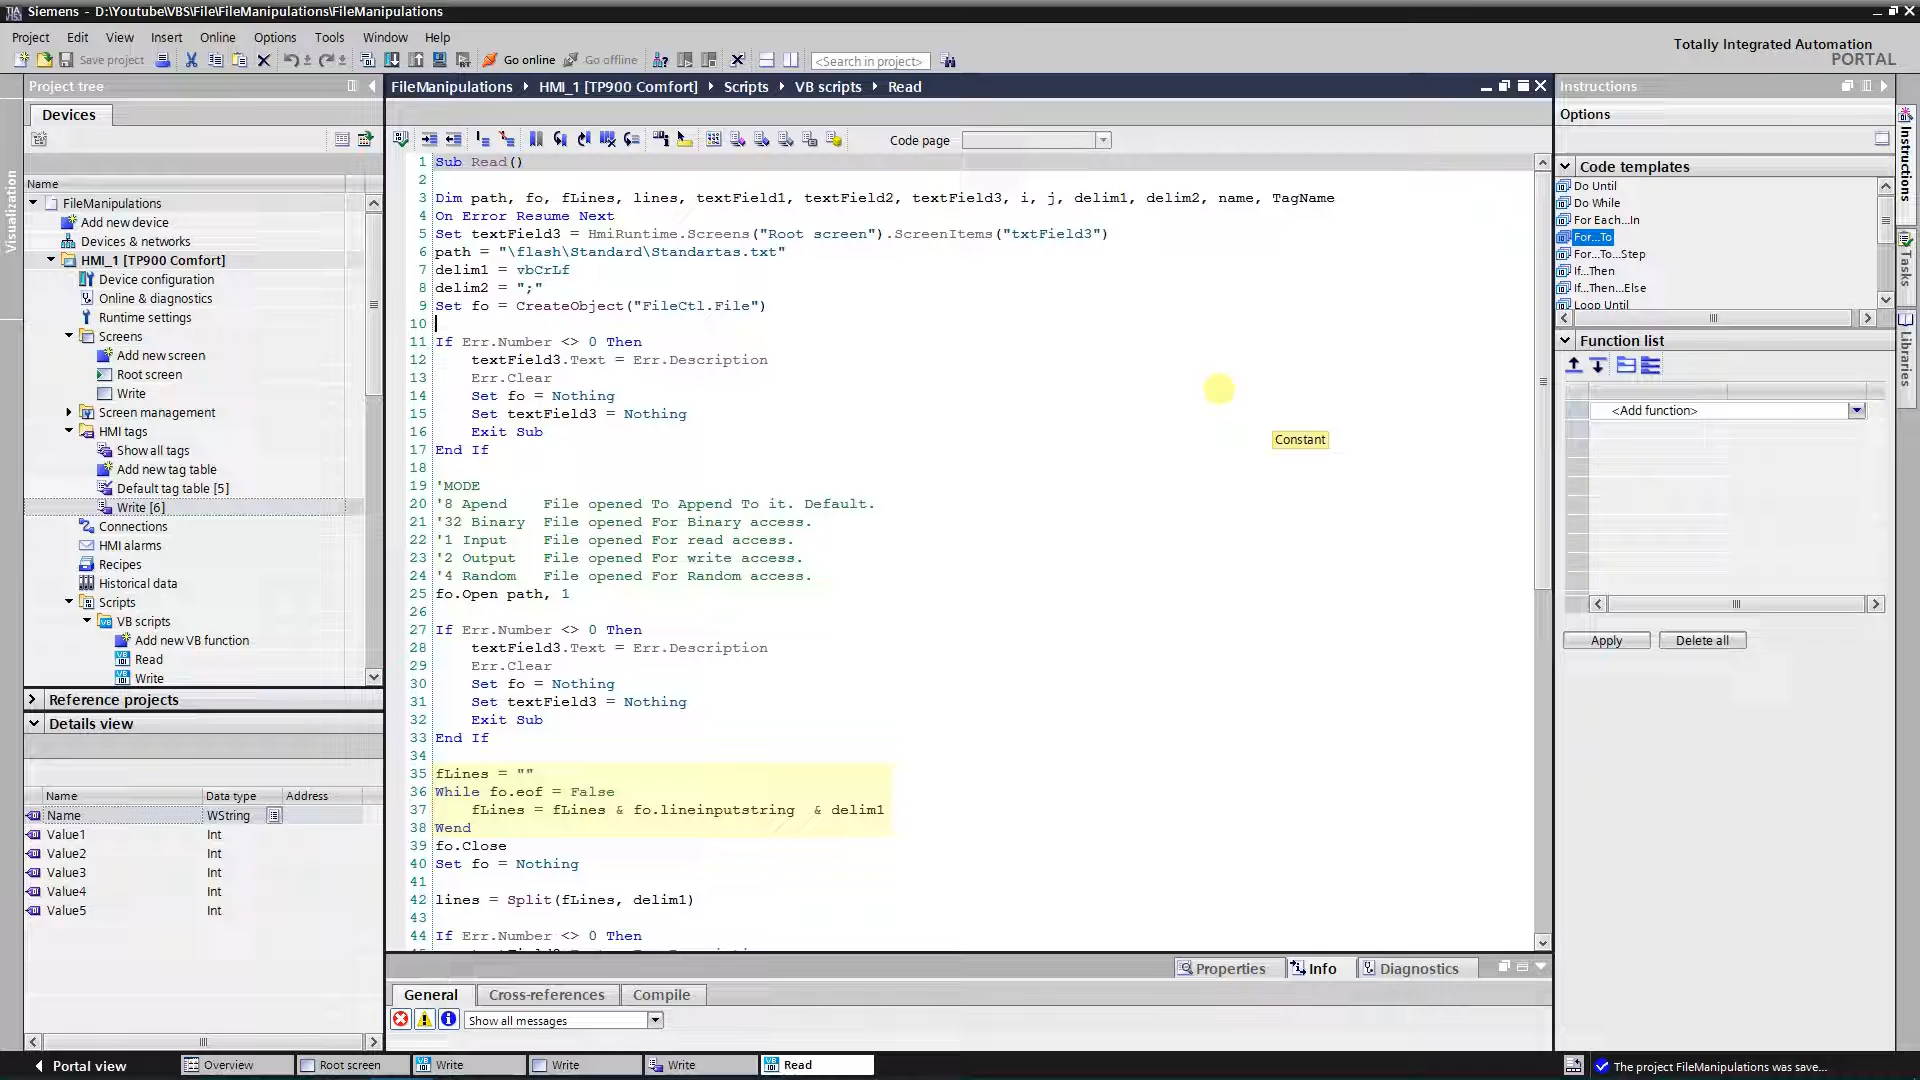 Siemens - D:\Youtube\VBS\File\FileManipulations\FileManipulations
Project Edit View Insert Online Options Tools Window Help
Totally Integrated Automation
PORTAL
Save project Go online Go offline <Search in project>
Project tree
FileManipulations HMI_1 [TP900 Comfort] Scripts VB scripts Read
Instructions
Devices
Options
Code page
Visualization
Name
FileManipulations
Add new device
Devices & networks
HMI_1 [TP900 Comfort]
Device configuration
Online & diagnostics
Runtime settings
Screens
Add new screen
Root screen
Write
Screen management
HMI tags
Show all tags
Add new tag table
Default tag table [5]
Write [6]
Connections
HMI alarms
Recipes
Historical data
Scripts
VB scripts
Add new VB function
Read
Write
Reference projects
Details view
Name Data type Address
Name WString
Value1 Int
Value2 Int
Value3 Int
Value4 Int
Value5 Int
1 Sub Read()
2
3 Dim path, fo, fLines, lines, textField1, textField2, textField3, i, j, delim1, delim2, name, TagName
4 On Error Resume Next
5 Set textField3 = HmiRuntime.Screens("Root screen").ScreenItems("txtField3")
6 path = "\flash\Standard\Standartas.txt"
7 delim1 = vbCrLf
8 delim2 = ";"
9 Set fo = CreateObject("FileCtl.File")
10
11 If Err.Number <> 0 Then
12 textField3.Text = Err.Description
13 Err.Clear
14 Set fo = Nothing
15 Set textField3 = Nothing
16 Exit Sub
17 End If
18
19 'MODE
20 '8 Apend File opened To Append To it. Default.
21 '32 Binary File opened For Binary access.
22 '1 Input File opened For read access.
23 '2 Output File opened For write access.
24 '4 Random File opened For Random access.
25 fo.Open path, 1
26
27 If Err.Number <> 0 Then
28 textField3.Text = Err.Description
29 Err.Clear
30 Set fo = Nothing
31 Set textField3 = Nothing
32 Exit Sub
33 End If
34
35 fLines = ""
36 While fo.eof = False
37 fLines = fLines & fo.lineinputstring & delim1
38 Wend
39 fo.Close
40 Set fo = Nothing
41
42 lines = Split(fLines, delim1)
43
44 If Err.Number <> 0 Then
Constant
Code templates
Do Until
Do While
For Each...In
For...To
For...To...Step
If...Then
If...Then...Else
Loop Until
Function list
<Add function>
Apply Delete all
Instructions
Tasks
Libraries
Properties Info Diagnostics
General Cross-references Compile
Show all messages
Portal view Overview Root screen Write Write Write Read
The project FileManipulations was save...